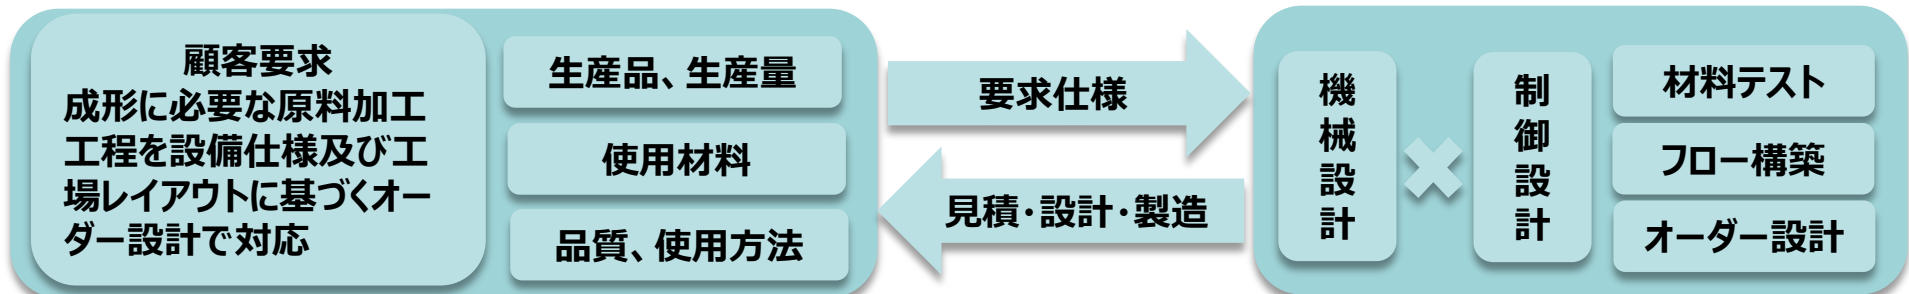 顧客要求
成形に必要な原料加工
工程を設備仕様及び工
場レイアウトに基づくオー
ダー設計で対応
生産品、生産量
使用材料
品質、使用方法
要求仕様
見積・設計・製造
機械設計
制御設計
材料テスト
フロー構築
オーダー設計